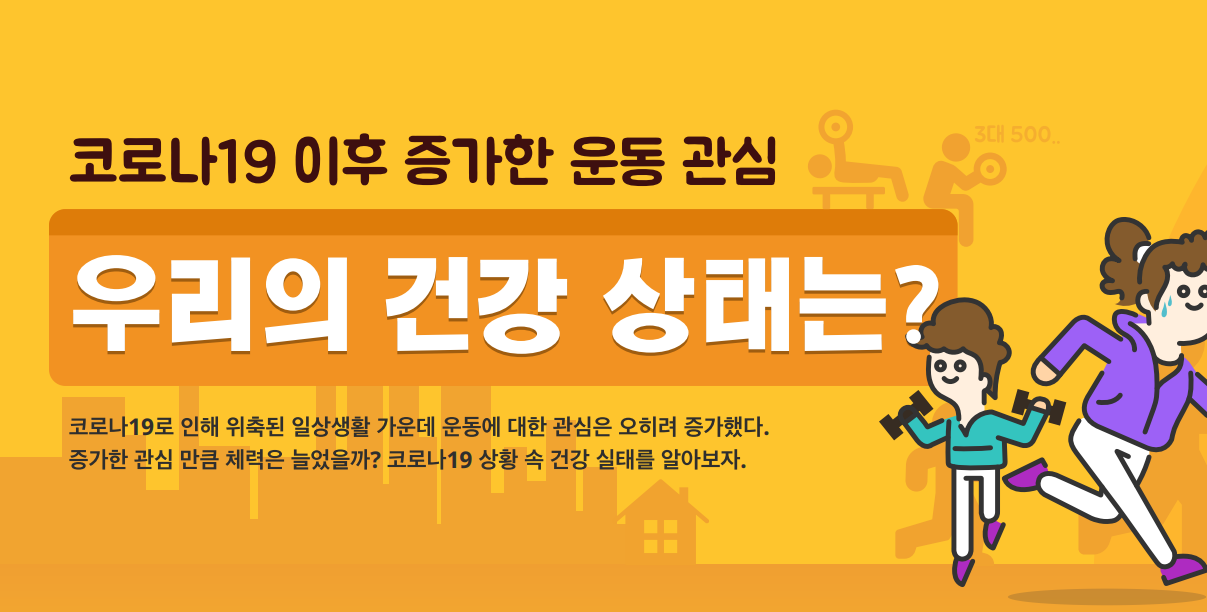 코로나19 이후 증가한 운동 관심
3대 500..
우리의 건강 상태는?
코로나19로 인해 위축된 일상생활 가운데 운동에 대한 관심은 오히려 증가했다.
증가한 관심 만큼 체력은 늘었을까? 코로나19 상황 속 건강 실태를 알아보자.